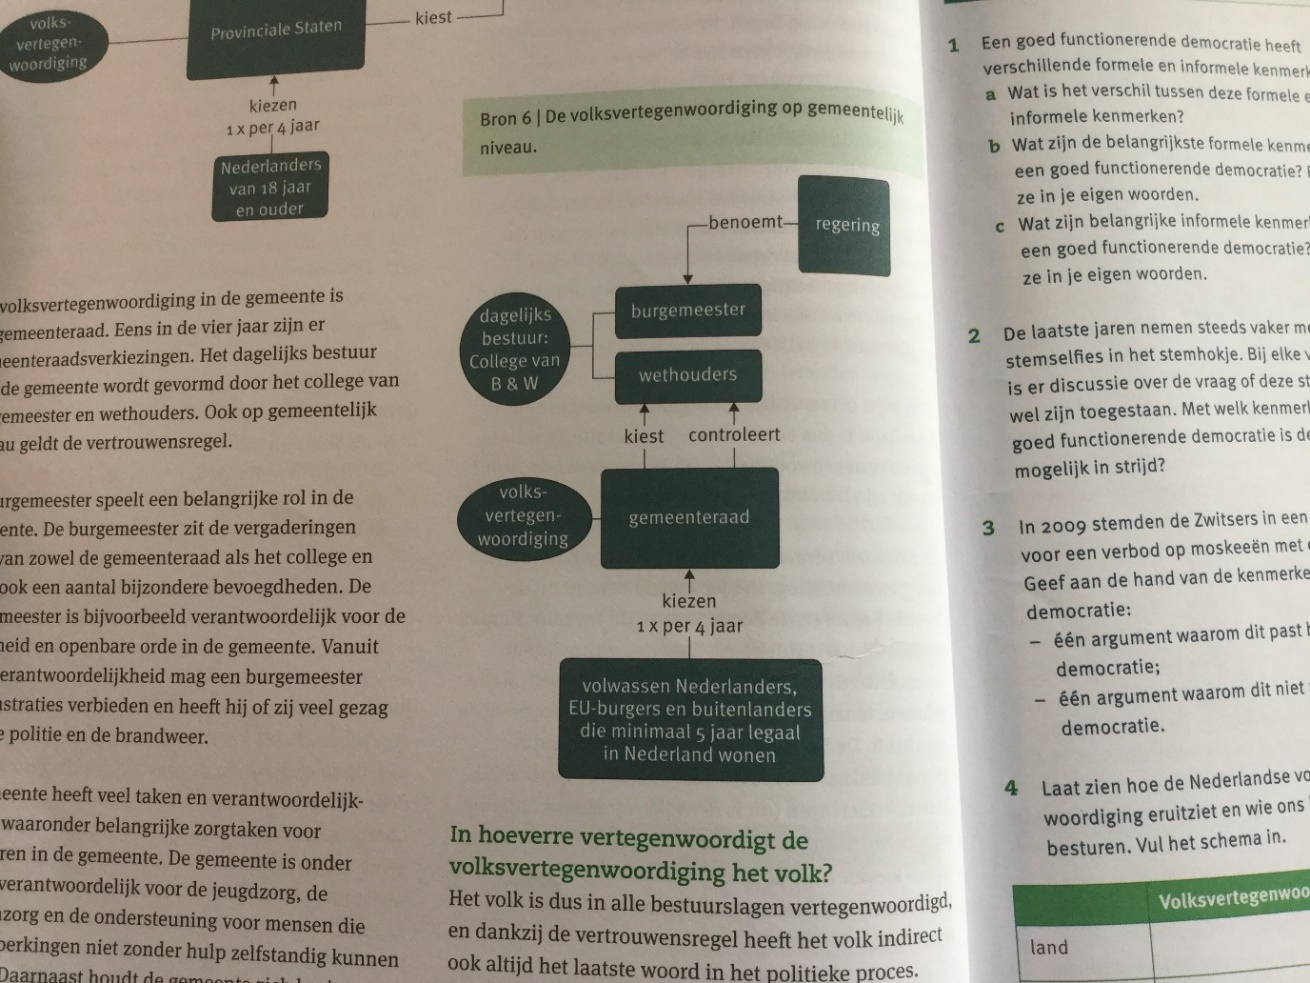 volks-
vertegen-
woordiging
Provinciale Staten
kiest
kiezen
1 x per 4 jaar
Nederlanders
van 18 jaar
en ouder
volksvertegenwoordiging in de gemeente is
gemeenteraad. Eens in de vier jaar zijn er
eenteraadsverkiezingen. Het dagelijks bestuur
de gemeente wordt gevormd door het college van
emeester en wethouders. Ook op gemeentelijk
au geldt de vertrouwensregel.
urgemeester speelt een belangrijke rol in de
ente. De burgemeester zit de vergaderingen
van zowel de gemeenteraad als het college en
ook een aantal bijzondere bevoegdheden. De
meester is bijvoorbeeld verantwoordelijk voor de
heid en openbare orde in de gemeente. Vanuit
erantwoordelijkheid mag een burgemeester
nstraties verbieden en heeft hij of zij veel gezag
e politie en de brandweer.
eente heeft veel taken en verantwoordelijk-
waaronder belangrijke zorgtaken voor
ren in de gemeente. De gemeente is onder
verantwoordelijk voor de jeugdzorg, de
zorg en de ondersteuning voor mensen die
perkingen niet zonder hulp zelfstandig kunnen
Daarnaast houdt de
Bron 6 | De volksvertegenwoordiging op gemeentelijk
niveau.
benoemt
regering
dagelijks
bestuur:
College van
B & W
burgemeester
wethouders
kiest controleert
volks-
vertegen-
woordiging
gemeenteraad
kiezen
1 x per 4 jaar
volwassen Nederlanders,
EU-burgers en buitenlanders
die minimaal 5 jaar legaal
in Nederland wonen
In hoeverre vertegenwoordigt de
volksvertegenwoordiging het volk?
Het volk is dus in alle bestuurslagen vertegenwoordigd,
en dankzij de vertrouwensregel heeft het volk indirect
ook altijd het laatste woord in het politieke proces.
1 Een goed functionerende democratie heeft
verschillende formele en informele kenmerk
a Wat is het verschil tussen deze formele e
informele kenmerken?
b Wat zijn de belangrijkste formele kenme
een goed functionerende democratie?
ze in je eigen woorden.
c Wat zijn belangrijke informele kenmer
een goed functionerende democratie?
ze in je eigen woorden.
2 De laatste jaren nemen steeds vaker me
stemselfies in het stemhokje. Bij elke v
is er discussie over de vraag of deze st
wel zijn toegestaan. Met welk kenmerk
goed functionerende democratie is de
mogelijk in strijd?
3 In 2009 stemden de Zwitsers in een
voor een verbod op moskeeën met
Geef aan de hand van de kenmerke
democratie:
– één argument waarom dit past b
democratie;
– één argument waarom dit niet
democratie.
4 Laat zien hoe de Nederlandse vo
woordiging eruitziet en wie ons
besturen. Vul het schema in.
Volksvertegenwoo
land